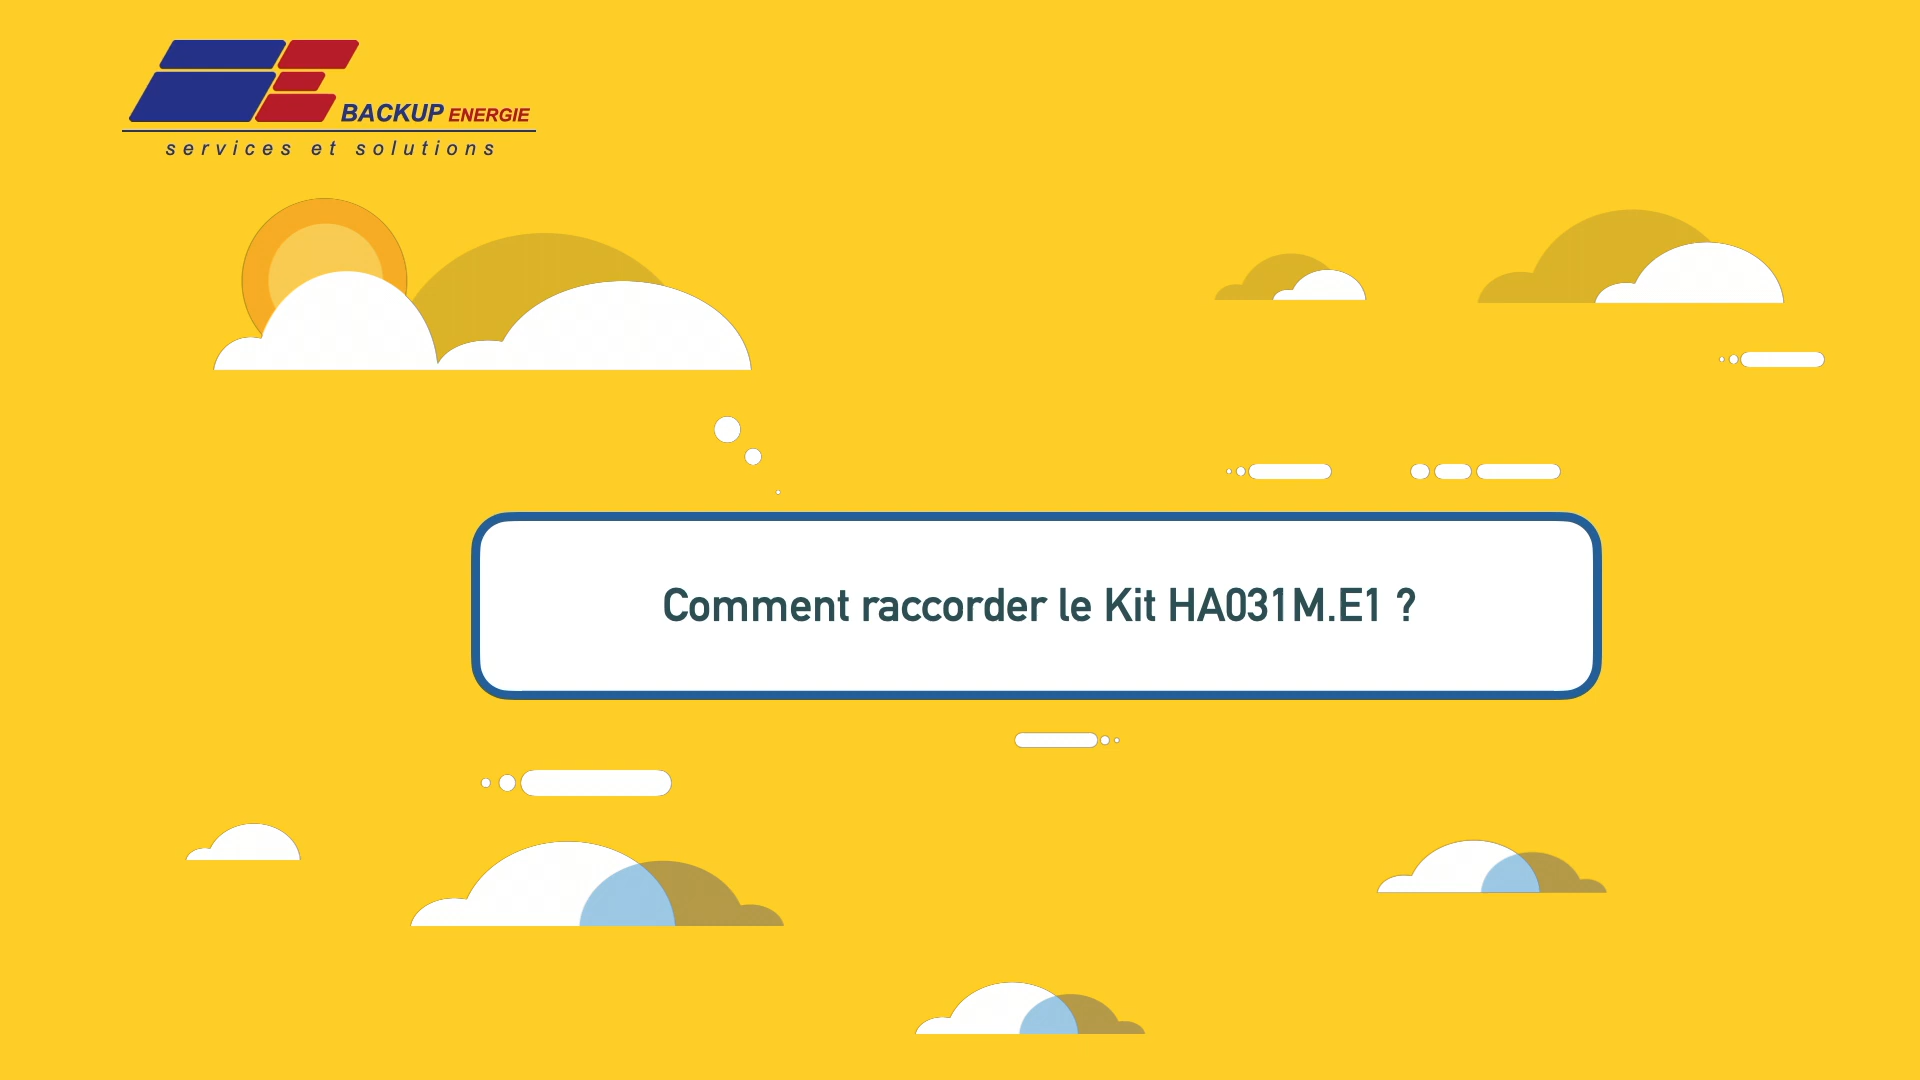 BACKUP ENERGIE
services et solutions
Comment raccorder le Kit HA031M.E1 ?